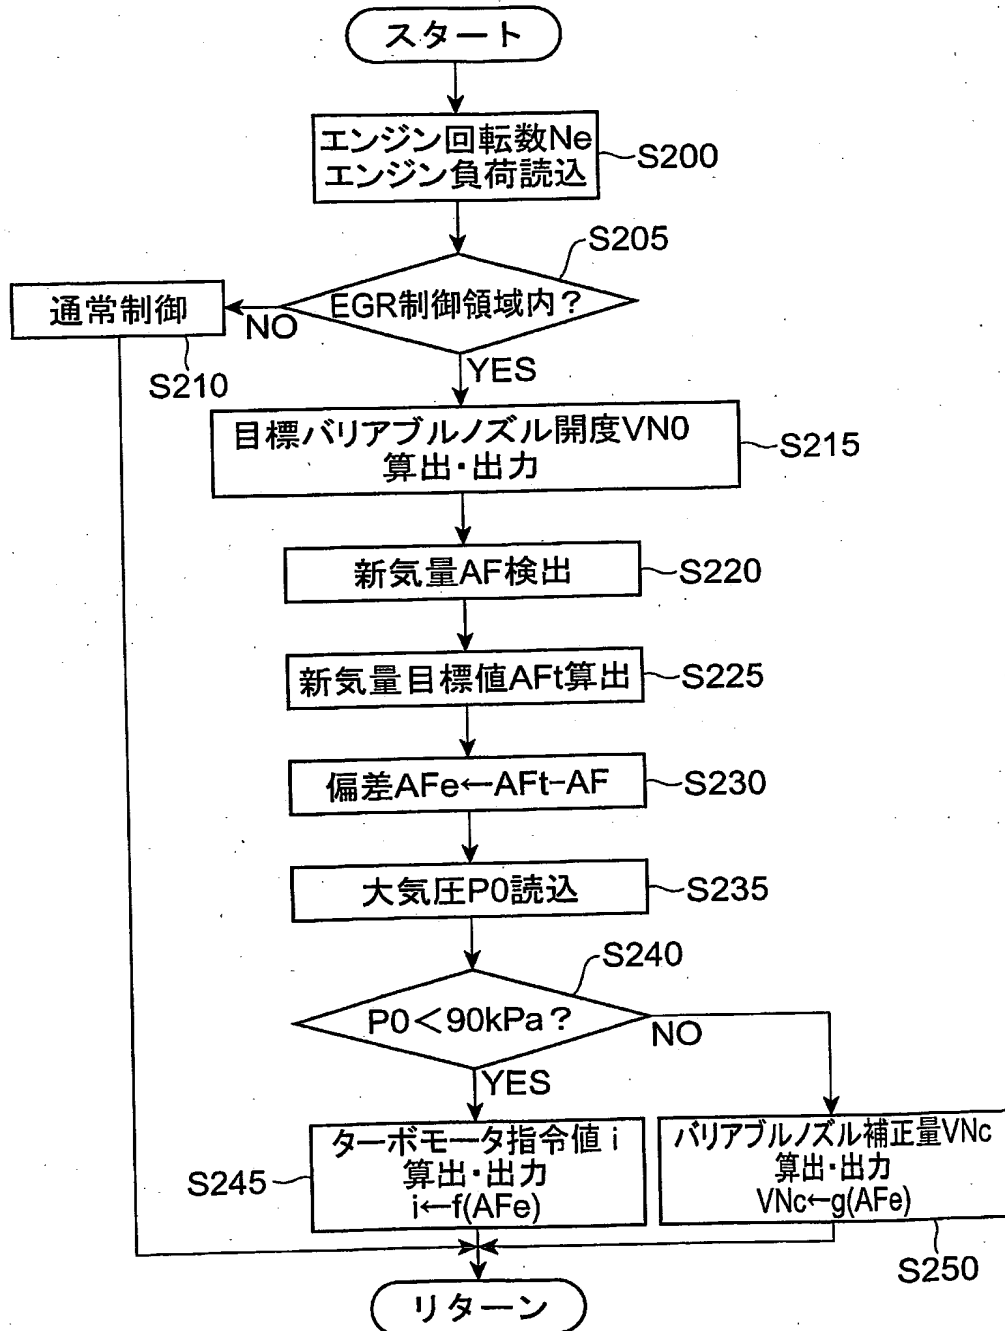 スタート
エンジン回転数Ne
エンジン負荷読込
S200
S205
EGR制御領域内？
NO
通常制御
S210
YES
目標バリアブルノズル開度VN0
算出・出力
S215
新気量AF検出
S220
新気量目標値AFt算出
S225
偏差AFe←AFt-AF
S230
大気圧P0読込
S235
S240
P0＜90kPa？
NO
YES
ターボモータ指令値 i
算出・出力
i←f(AFe)
S245
バリアブルノズル補正量VNc
算出・出力
VNc←g(AFe)
S250
リターン